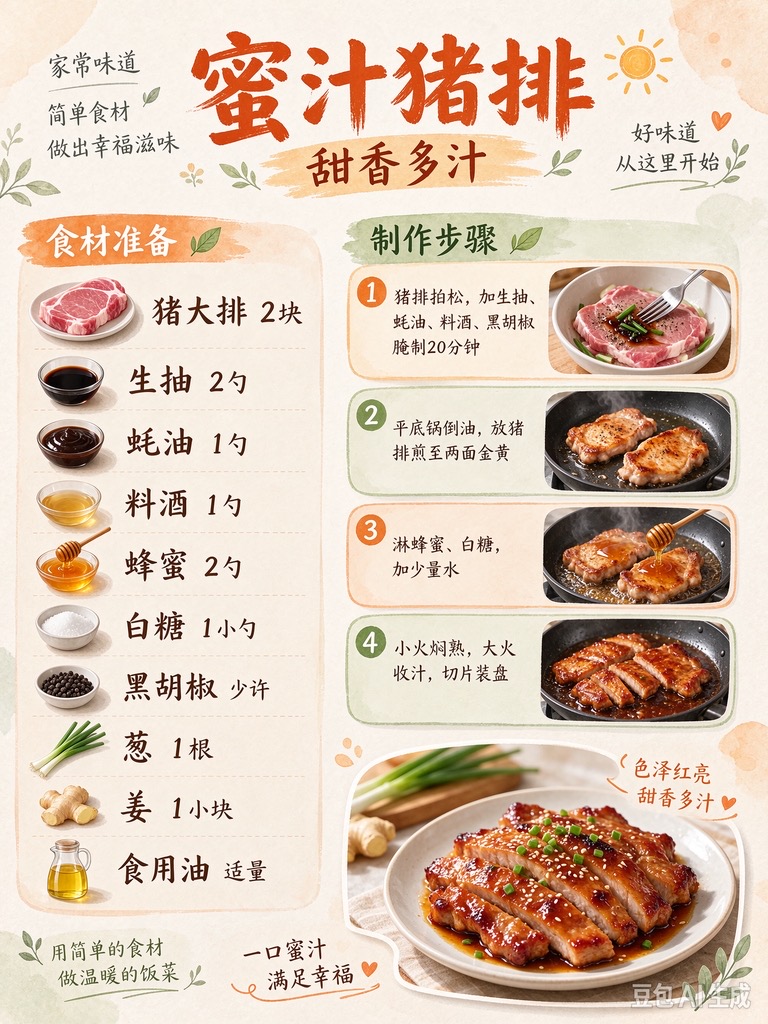 家常味道
简单食材
做出幸福滋味
蜜汁猪排
甜香多汁
好味道
从这里开始
食材准备
猪大排 2块
生抽 2勺
蚝油 1勺
料酒 1勺
蜂蜜 2勺
白糖 1小勺
黑胡椒 少许
葱 1根
姜 1小块
食用油 适量
制作步骤
1
猪排拍松，加生抽、
蚝油、料酒、黑胡椒
腌制20分钟
2
平底锅倒油，放猪
排煎至两面金黄
3
淋蜂蜜、白糖，
加少量水
4
小火焖熟，大火
收汁，切片装盘
色泽红亮
甜香多汁
用简单的食材
做温暖的饭菜
一口蜜汁
满足幸福
豆包AI生成